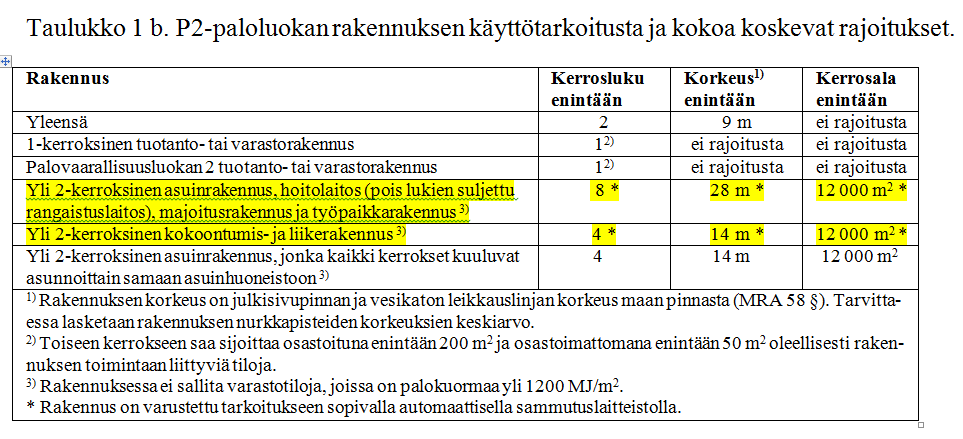 Taulukko 1 b. P2-paloluokan rakennuksen käyttötarkoitusta ja kokoa koskevat rajoitukset.
Rakennus Kerrosluku enintään Korkeus1) enintään Kerrosala enintään
Yleensä 2 9 m ei rajoitusta
1-kerroksinen tuotanto- tai varastorakennus 12) ei rajoitusta ei rajoitusta
Palovaarallisuusluokan 2 tuotanto- tai varastorakennus 12) ei rajoitusta ei rajoitusta
Yli 2-kerroksinen asuinrakennus, hoitolaitos (pois lukien suljettu 8 * 28 m * 12 000 m2 *
rangaistuslaitos), majoitusrakennus ja työpaikkarakennus 3)
Yli 2-kerroksinen kokoontumis- ja liikerakennus 3) 4 * 14 m * 12 000 m2 *
Yli 2-kerroksinen asuinrakennus, jonka kaikki kerrokset kuuluvat 4 14 m 12 000 m2
asunnoittain samaan asuinhuoneistoon 3)
1) Rakennuksen korkeus on julkisivupinnan ja vesikaton leikkauslinjan korkeus maan pinnasta (MRA 58 §). Tarvitta-
essa lasketaan rakennuksen nurkkapisteiden korkeuksien keskiarvo.
2) Toiseen kerrokseen saa sijoittaa osastoituna enintään 200 m2 ja osastoimattomana enintään 50 m2 oleellisesti raken-
nuksen toimintaan liittyviä tiloja.
3) Rakennuksessa ei sallita varastotiloja, joissa on palokuormaa yli 1200 MJ/m2.
* Rakennus on varustettu tarkoitukseen sopivalla automaattisella sammutuslaitteistolla.